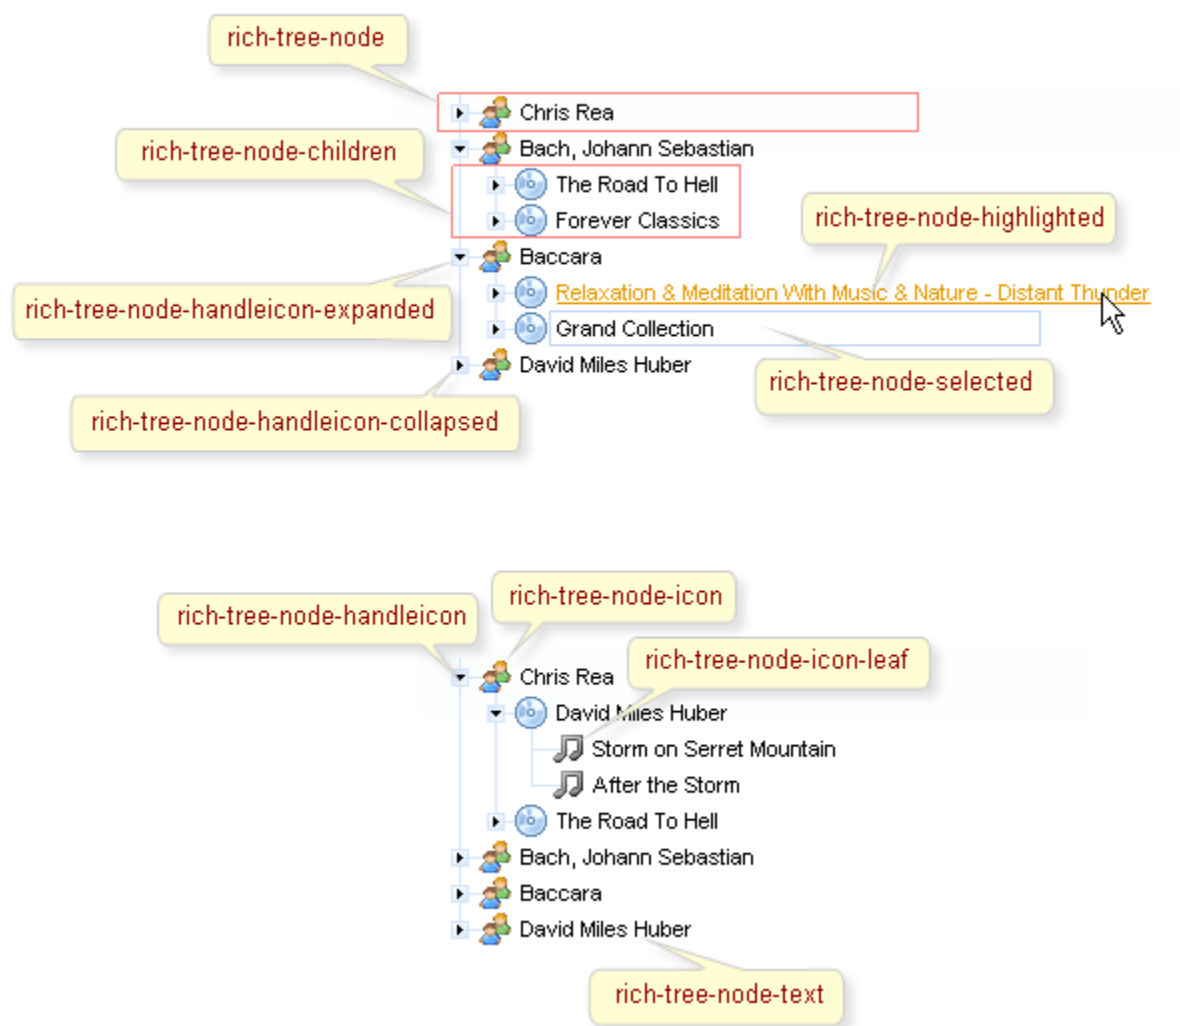 rich-tree-node
Chris Rea
Bach, Johann Sebastian
rich-tree-node-children
The Road To Hell
Forever Classics
rich-tree-node-highlighted
Baccara
Relaxation & Meditation With Music & Nature - Distant Thunder
rich-tree-node-handleicon-expanded
Grand Collection
David Miles Huber
rich-tree-node-selected
rich-tree-node-handleicon-collapsed
rich-tree-node-icon
rich-tree-node-handleicon
rich-tree-node-icon-leaf
Chris Rea
David Miles Huber
Storm on Serret Mountain
After the Storm
The Road To Hell
Bach, Johann Sebastian
Baccara
David Miles Huber
rich-tree-node-text